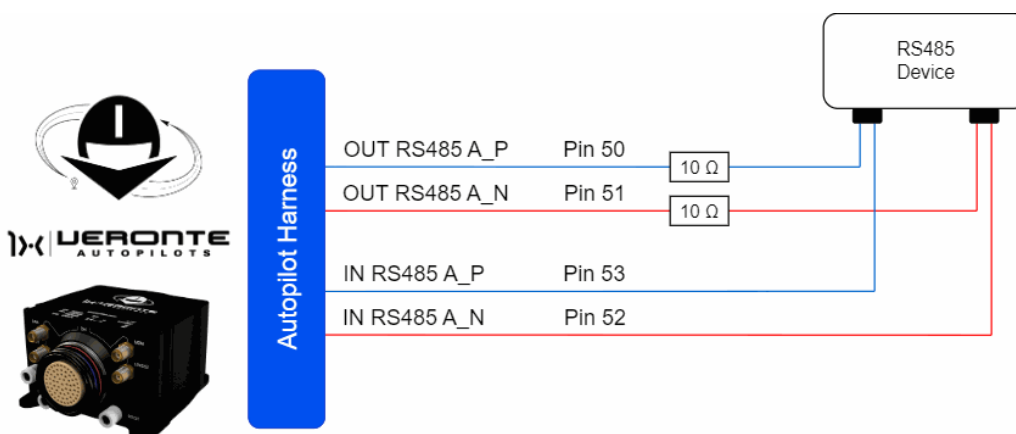 RS485
Device
OUT RS485 A_P Pin 50
10 Ω
OUT RS485 A_N Pin 51
10 Ω
IN RS485 A_P Pin 53
IN RS485 A_N Pin 52
Autopilot Harness
VERONTE
AUTOPILOTS